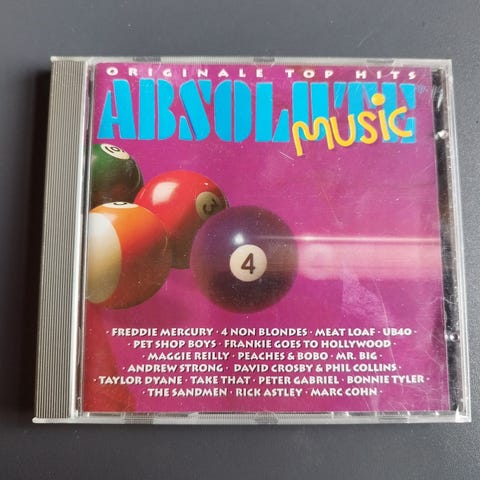 ORIGINALE TOP HITS
ABSOLUTE
MUSIC
6
3
4
· FREDDIE MERCURY · 4 NON BLONDES · MEAT LOAF · UB40 ·
· PET SHOP BOYS · FRANKIE GOES TO HOLLYWOOD ·
· MAGGIE REILLY · PEACHES & BOBO · MR. BIG ·
· ANDREW STRONG · DAVID CROSBY & PHIL COLLINS ·
· TAYLOR DYANE · TAKE THAT · PETER GABRIEL · BONNIE TYLER ·
· THE SANDMEN · RICK ASTLEY · MARC COHN ·